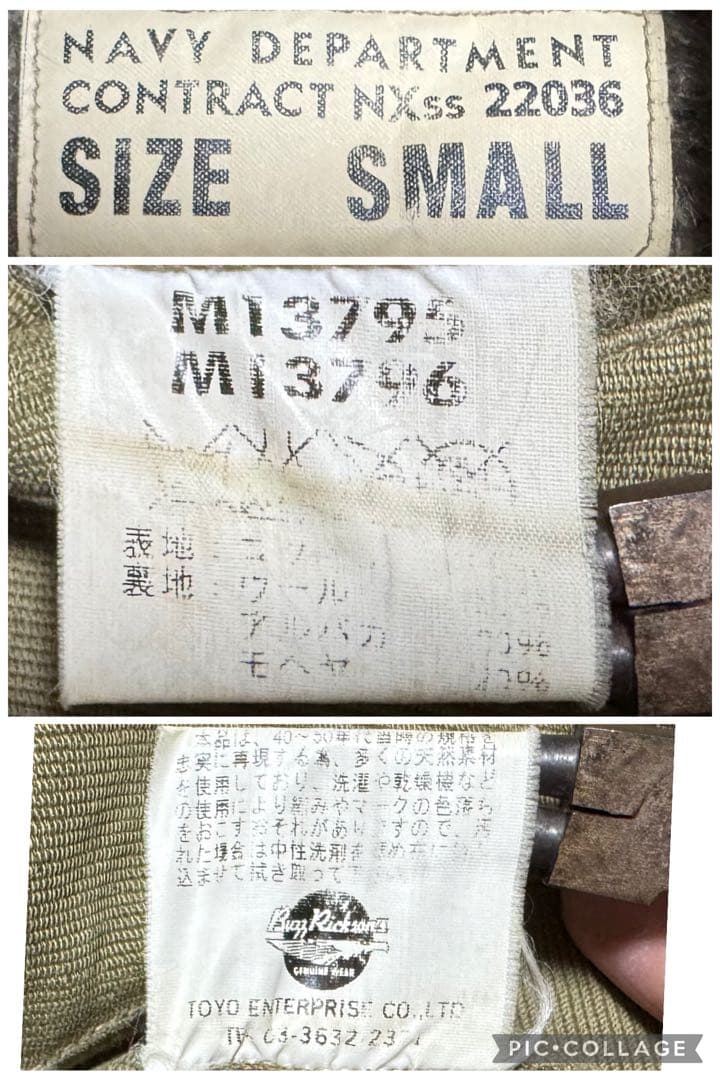 NAVY DEPARTMENT
CONTRACT NXss 22036
SIZE SMALL
M13795
M13796
表地 コットン
裏地 ウール
アルパカ
モヘヤ
本品は、40～50年代当時の規格を忠
実に再現する為、多くの天然素材
を使用しており、洗濯や乾燥機など
の使用により縮みやマークの色落ち
をおこすおそれがありますので、汚
れた場合は中性洗剤を
込ませて拭き取って
Buzz Rickson's
GENUINE WEAR
TOYO ENTERPRISE CO.,LTD
PIC•COLLAGE